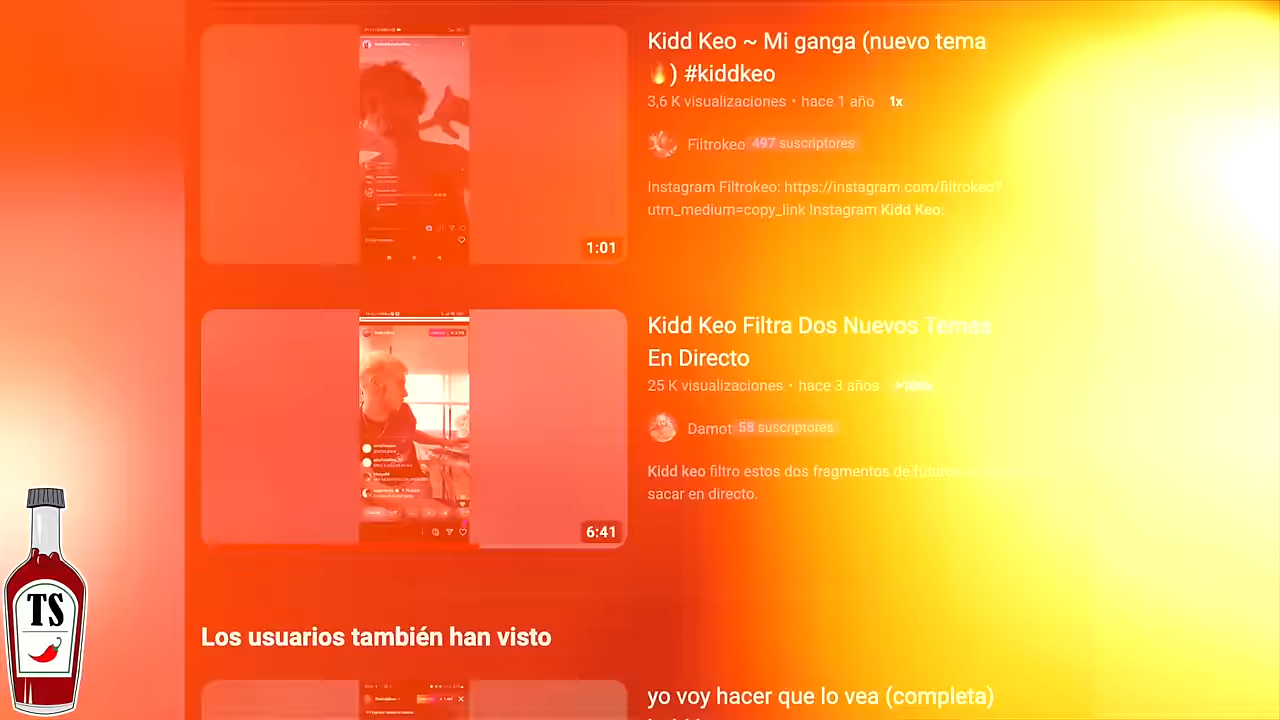 Kidd Keo ~ Mi ganga (nuevo tema
🔥) #kiddkeo
3,6 K visualizaciones • hace 1 año 1x
Filtrokeo 497 suscriptores
Instagram Filtrokeo: https://instagram.com/filtrokeo?
utm_medium=copy_link Instagram Kidd Keo:
1:01
Kidd Keo Filtra Dos Nuevos Temas
En Directo
25 K visualizaciones • hace 3 años
Damot 58 suscriptores
Kidd keo filtro estos dos fragmentos de
sacar en directo.
6:41
TS
Los usuarios también han visto
yo voy hacer que lo vea (completa)